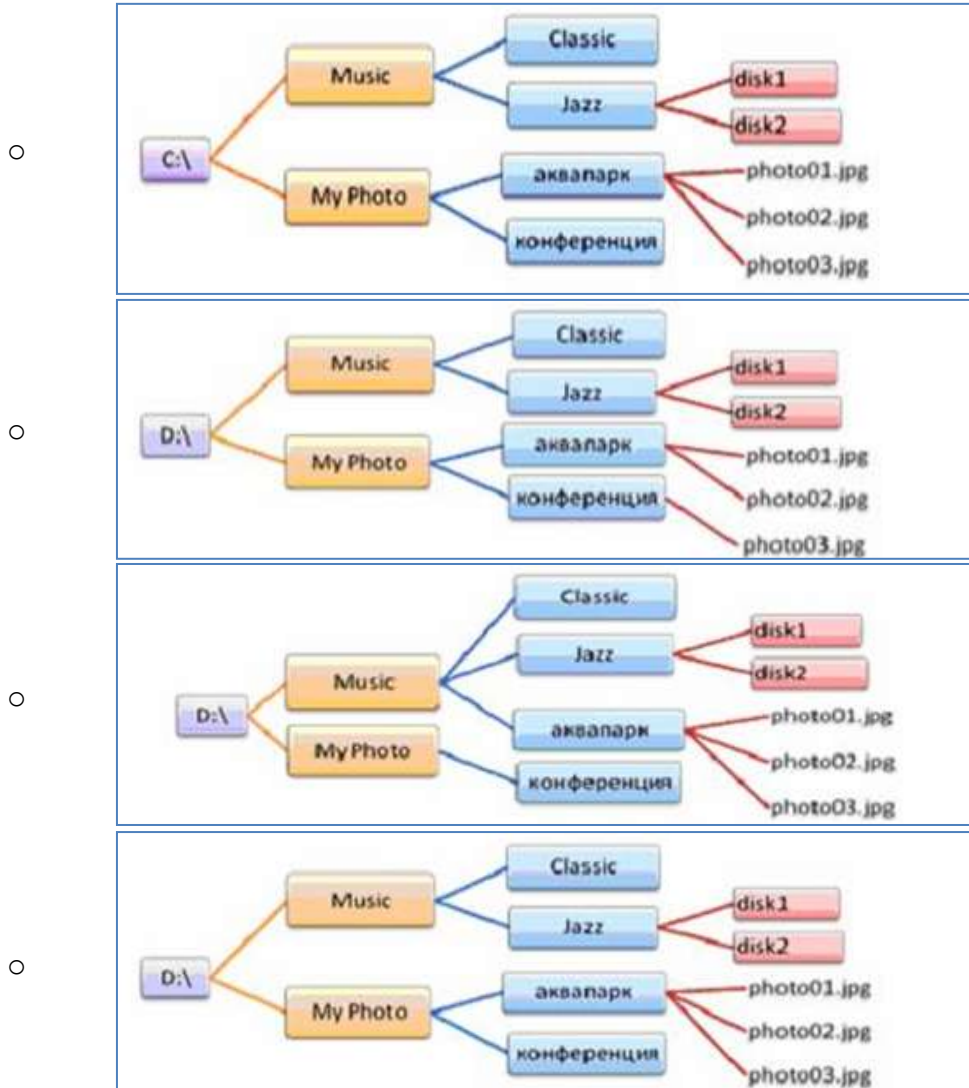 Classic
Music
disk1
Jazz
disk2
C:\
аквапарк
photo01.jpg
My Photo
photo02.jpg
конференция
photo03.jpg
Classic
Music
disk1
Jazz
disk2
D:\
аквапарк
photo01.jpg
My Photo
конференция
photo02.jpg
photo03.jpg
Classic
disk1
Jazz
disk2
Music
D:\
photo01.jpg
аквапарк
My Photo
photo02.jpg
конференция
photo03.jpg
Classic
Music
disk1
Jazz
disk2
D:\
аквапарк
photo01.jpg
My Photo
photo02.jpg
конференция
photo03.jpg